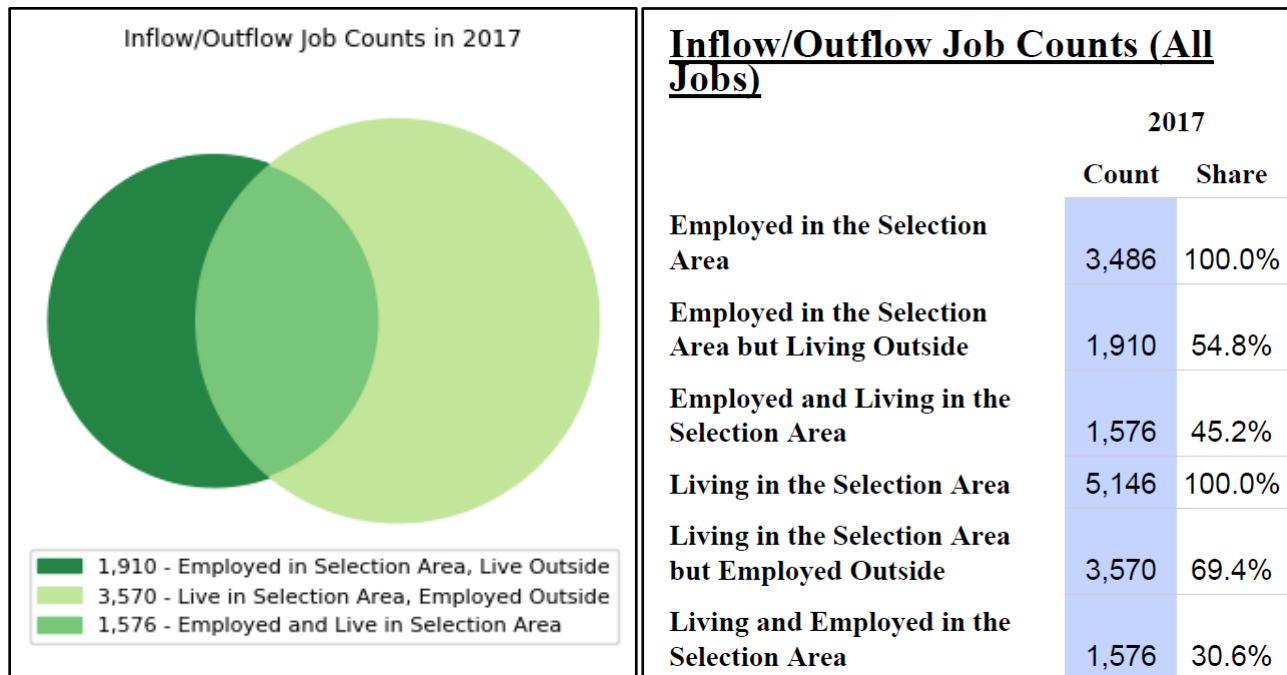 Inflow/Outflow Job Counts in 2017
1,910 - Employed in Selection Area, Live Outside
3,570 - Live in Selection Area, Employed Outside
1,576 - Employed and Live in Selection Area
Inflow/Outflow Job Counts (All
Jobs)
2017
Count Share
Employed in the Selection
Area 3,486 100.0%
Employed in the Selection
Area but Living Outside 1,910 54.8%
Employed and Living in the
Selection Area 1,576 45.2%
Living in the Selection Area 5,146 100.0%
Living in the Selection Area
but Employed Outside 3,570 69.4%
Living and Employed in the
Selection Area 1,576 30.6%